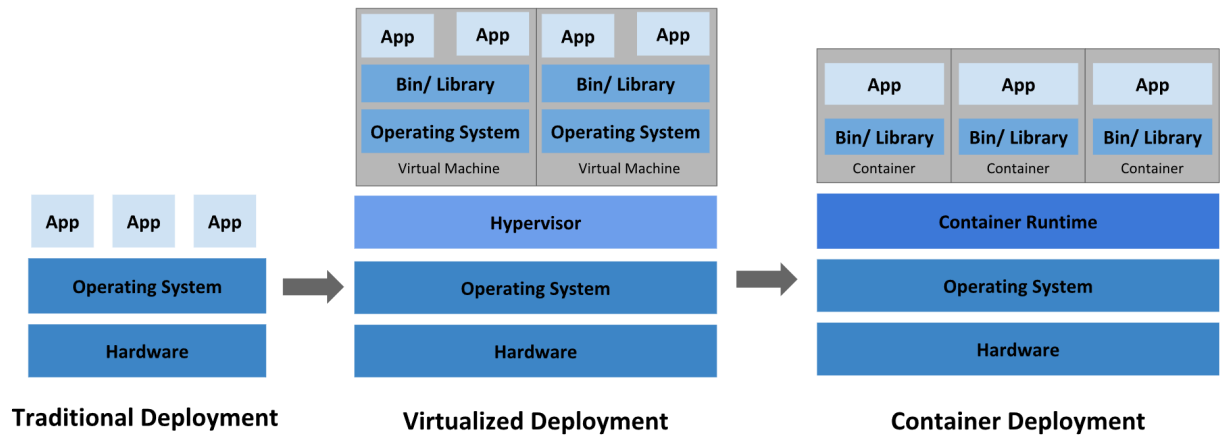 App
App
App
Operating System
Hardware
Traditional Deployment
App
App
Bin/ Library
Operating System
Virtual Machine
App
App
Bin/ Library
Operating System
Virtual Machine
Hypervisor
Operating System
Hardware
Virtualized Deployment
App
Bin/ Library
Container
App
Bin/ Library
Container
App
Bin/ Library
Container
Container Runtime
Operating System
Hardware
Container Deployment